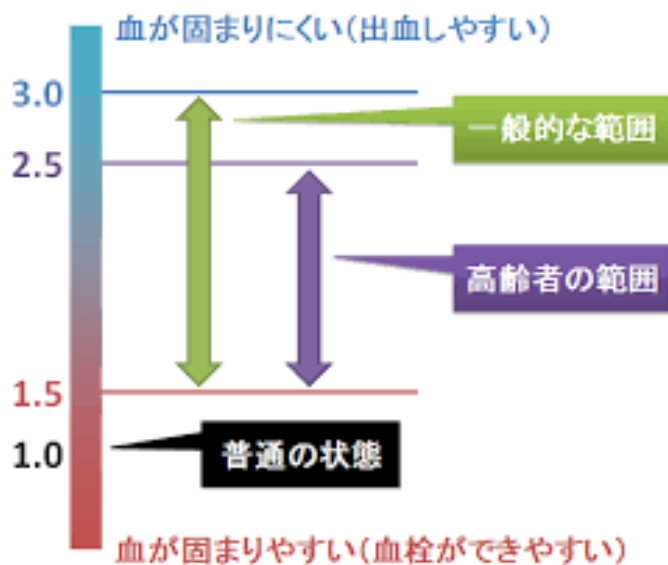 血が固まりにくい(出血しやすい)
3.0
一般的な範囲
2.5
高齢者の範囲
1.5
1.0
普通の状態
血が固まりやすい(血栓ができやすい)